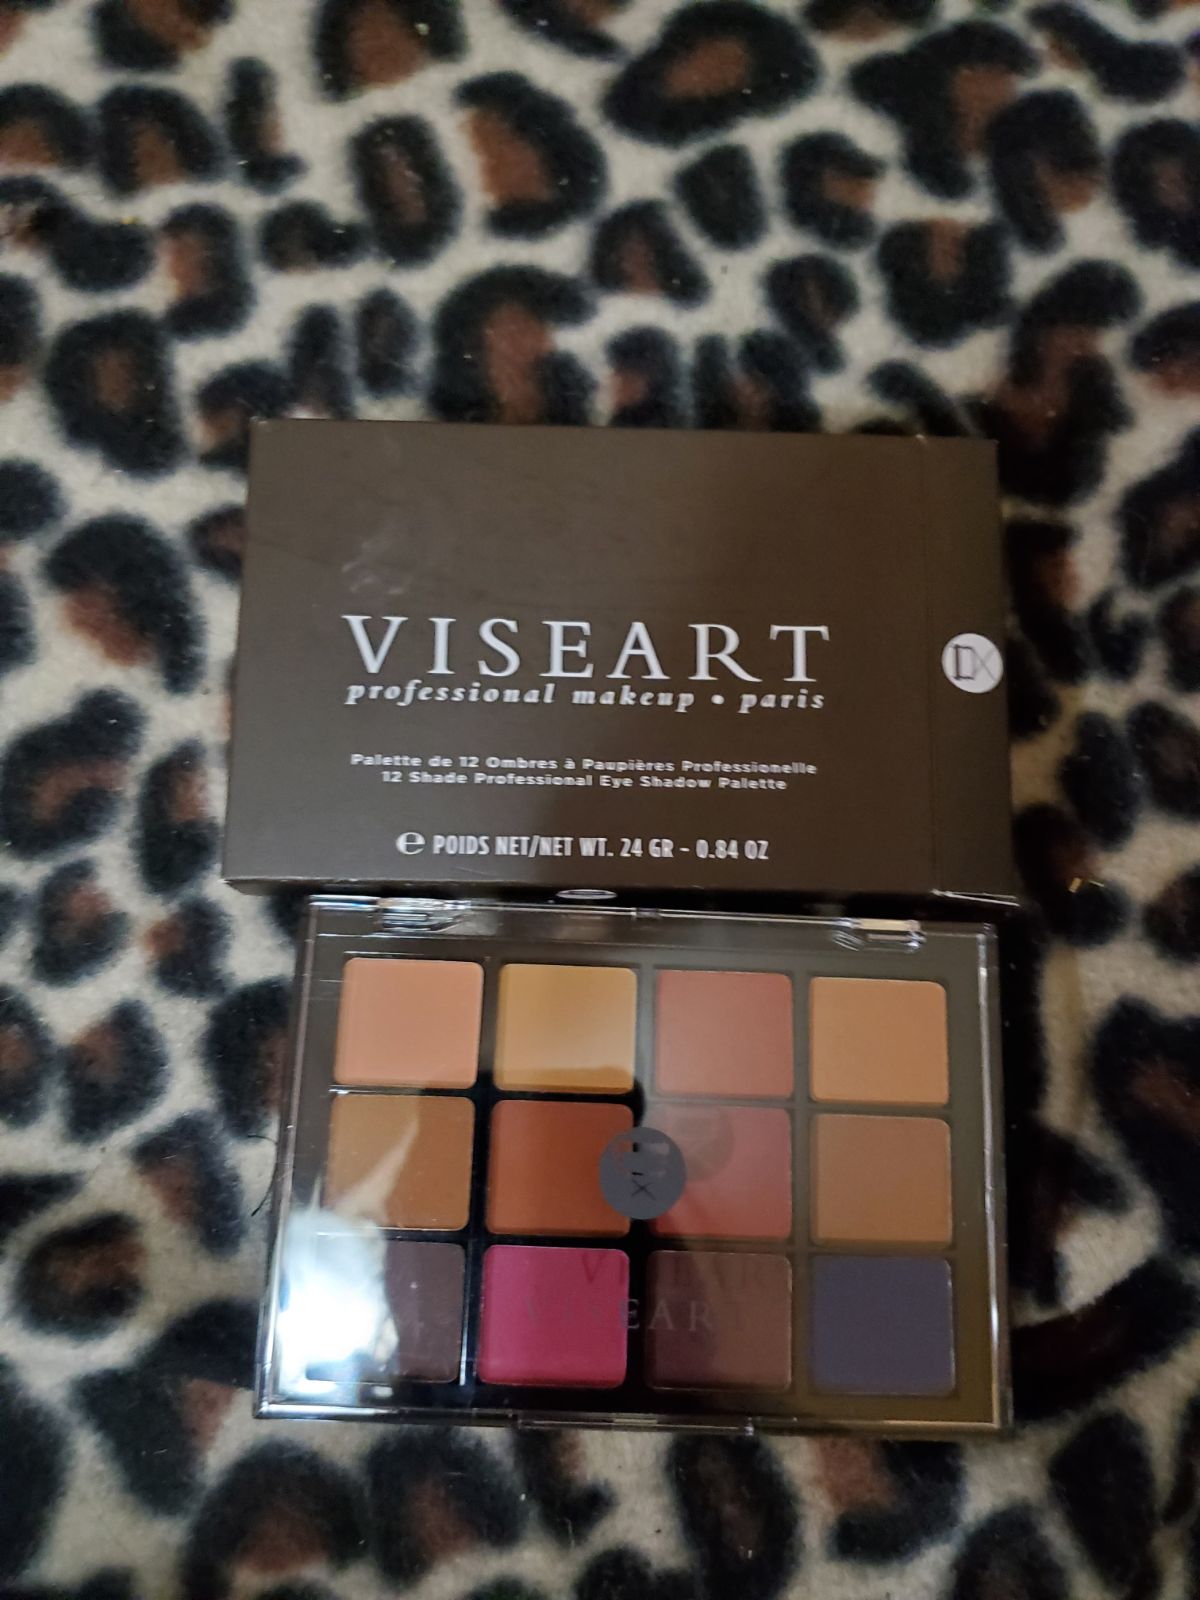 VISEART
professional makeup • paris
Palette de 12 Ombres à Paupières Professionelle
12 Shade Professional Eye Shadow Palette
℮ POIDS NET/NET WT. 24 GR - 0.84 OZ
VISEART